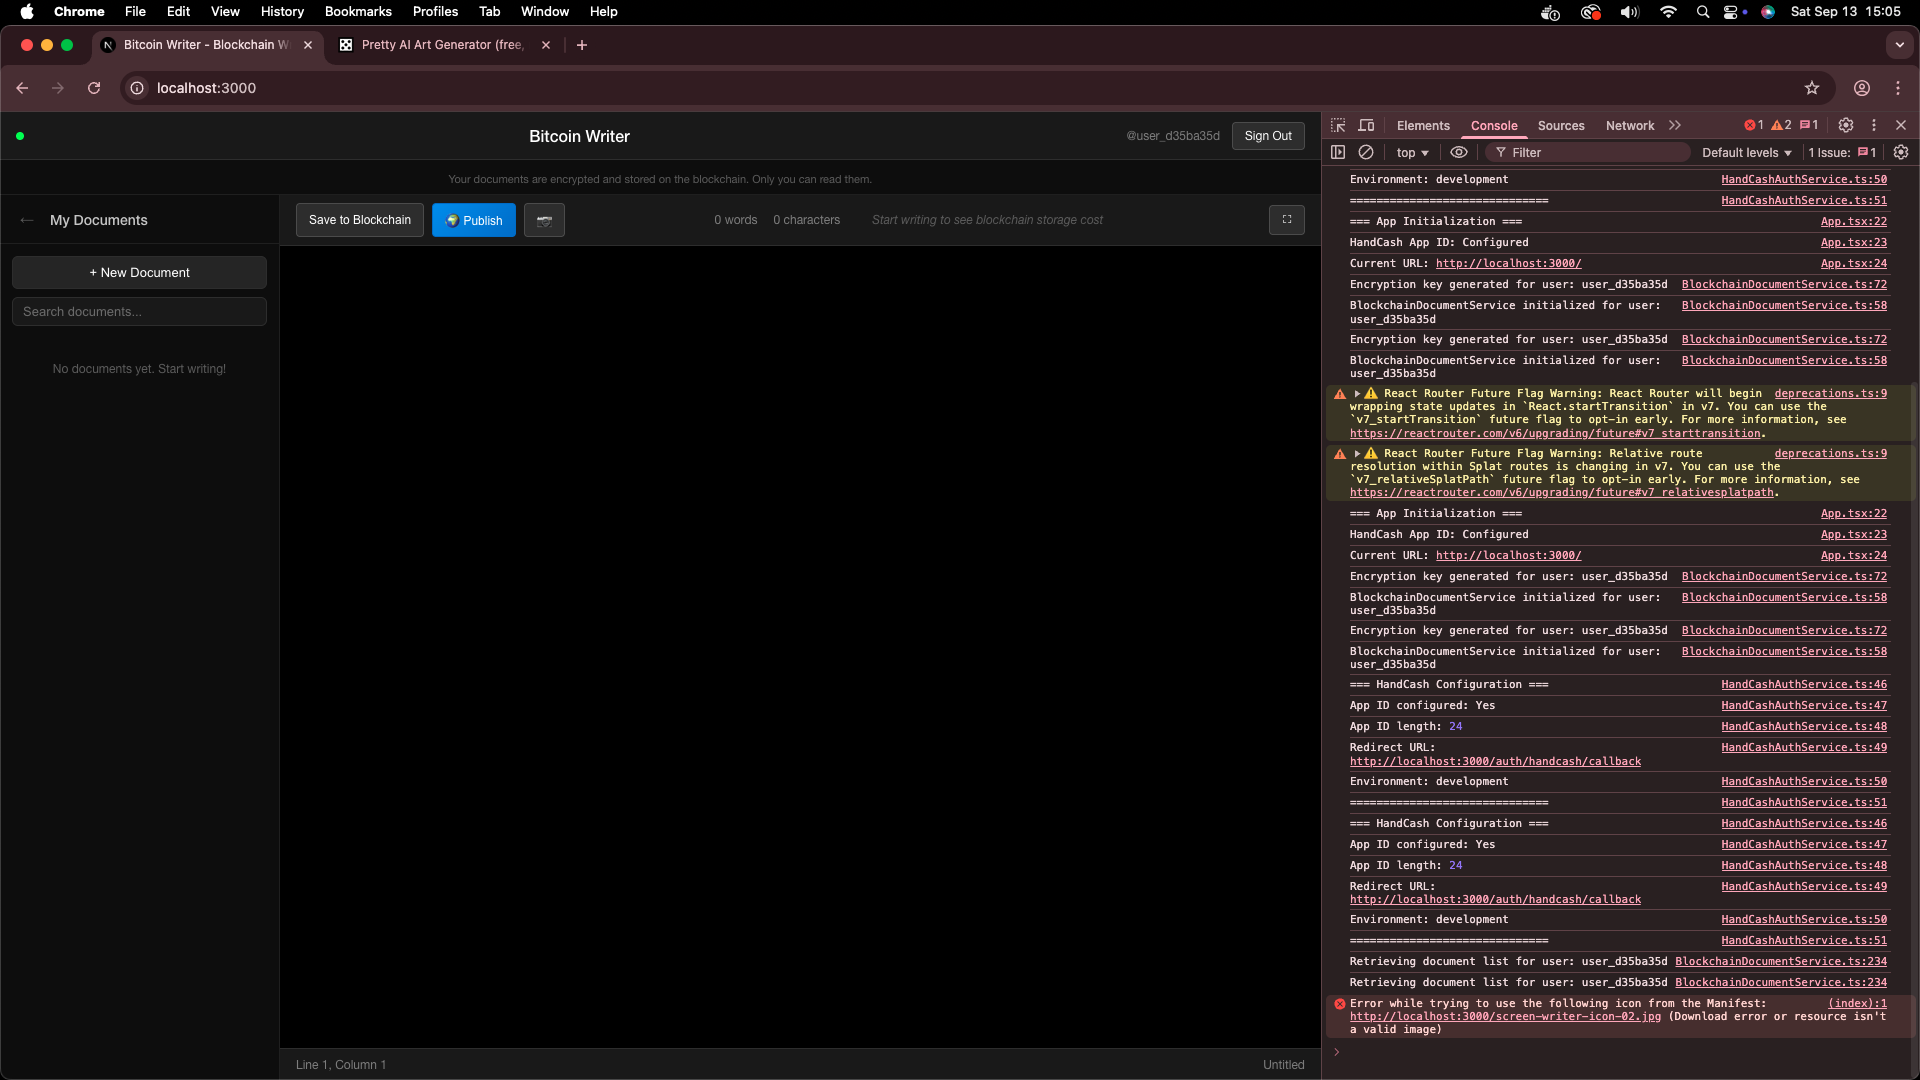 Chrome File Edit View History Bookmarks Profiles Tab Window Help Sat Sep 13 15:05
Bitcoin Writer - Blockchain W
Pretty AI Art Generator (free,
localhost:3000
Bitcoin Writer
@user_d35ba35d
Sign Out
Your documents are encrypted and stored on the blockchain. Only you can read them.
← My Documents
+ New Document
Search documents...
No documents yet. Start writing!
Save to Blockchain
Publish
0 words 0 characters Start writing to see blockchain storage cost
Line 1, Column 1
Untitled
Elements Console Sources Network 1 2 1
top Filter Default levels 1 Issue: 1
Environment: development HandCashAuthService.ts:50
============================== HandCashAuthService.ts:51
=== App Initialization === App.tsx:22
HandCash App ID: Configured App.tsx:23
Current URL: http://localhost:3000/ App.tsx:24
Encryption key generated for user: user_d35ba35d BlockchainDocumentService.ts:72
BlockchainDocumentService initialized for user: BlockchainDocumentService.ts:58
user_d35ba35d
Encryption key generated for user: user_d35ba35d BlockchainDocumentService.ts:72
BlockchainDocumentService initialized for user: BlockchainDocumentService.ts:58
user_d35ba35d
React Router Future Flag Warning: React Router will begin deprecations.ts:9
wrapping state updates in `React.startTransition` in v7. You can use the
`v7_startTransition` future flag to opt-in early. For more information, see
https://reactrouter.com/v6/upgrading/future#v7_starttransition.
React Router Future Flag Warning: Relative route deprecations.ts:9
resolution within Splat routes is changing in v7. You can use the
`v7_relativeSplatPath` future flag to opt-in early. For more information, see
https://reactrouter.com/v6/upgrading/future#v7_relativesplatpath.
=== App Initialization === App.tsx:22
HandCash App ID: Configured App.tsx:23
Current URL: http://localhost:3000/ App.tsx:24
Encryption key generated for user: user_d35ba35d BlockchainDocumentService.ts:72
BlockchainDocumentService initialized for user: BlockchainDocumentService.ts:58
user_d35ba35d
Encryption key generated for user: user_d35ba35d BlockchainDocumentService.ts:72
BlockchainDocumentService initialized for user: BlockchainDocumentService.ts:58
user_d35ba35d
=== HandCash Configuration === HandCashAuthService.ts:46
App ID configured: Yes HandCashAuthService.ts:47
App ID length: 24 HandCashAuthService.ts:48
Redirect URL: HandCashAuthService.ts:49
http://localhost:3000/auth/handcash/callback
Environment: development HandCashAuthService.ts:50
============================== HandCashAuthService.ts:51
=== HandCash Configuration === HandCashAuthService.ts:46
App ID configured: Yes HandCashAuthService.ts:47
App ID length: 24 HandCashAuthService.ts:48
Redirect URL: HandCashAuthService.ts:49
http://localhost:3000/auth/handcash/callback
Environment: development HandCashAuthService.ts:50
============================== HandCashAuthService.ts:51
Retrieving document list for user: user_d35ba35d BlockchainDocumentService.ts:234
Retrieving document list for user: user_d35ba35d BlockchainDocumentService.ts:234
Error while trying to use the following icon from the Manifest: (index):1
http://localhost:3000/screen-writer-icon-02.jpg (Download error or resource isn't
a valid image)